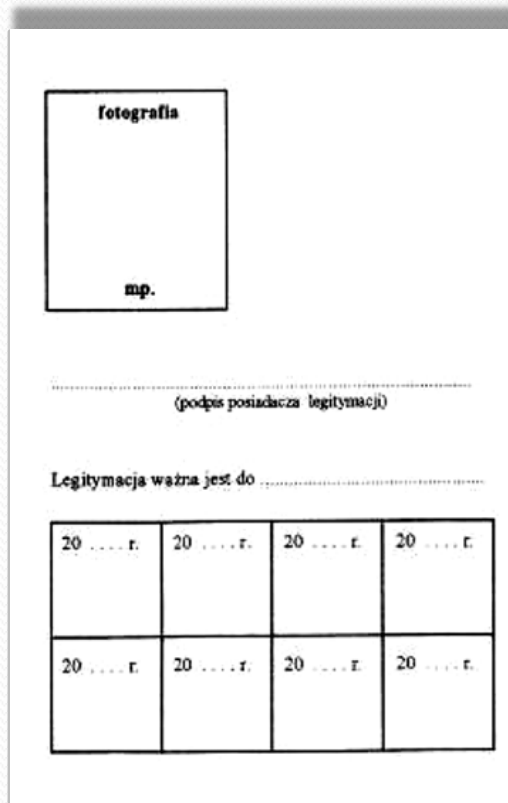 fotografia
mp.
........................................................................
(podpis posiadacza legitymacji)
Legitymacja ważna jest do ..........................................
20 .... r. 20 .... r. 20 .... r. 20 .... r.
20 .... r. 20 .... r. 20 .... r. 20 .... r.